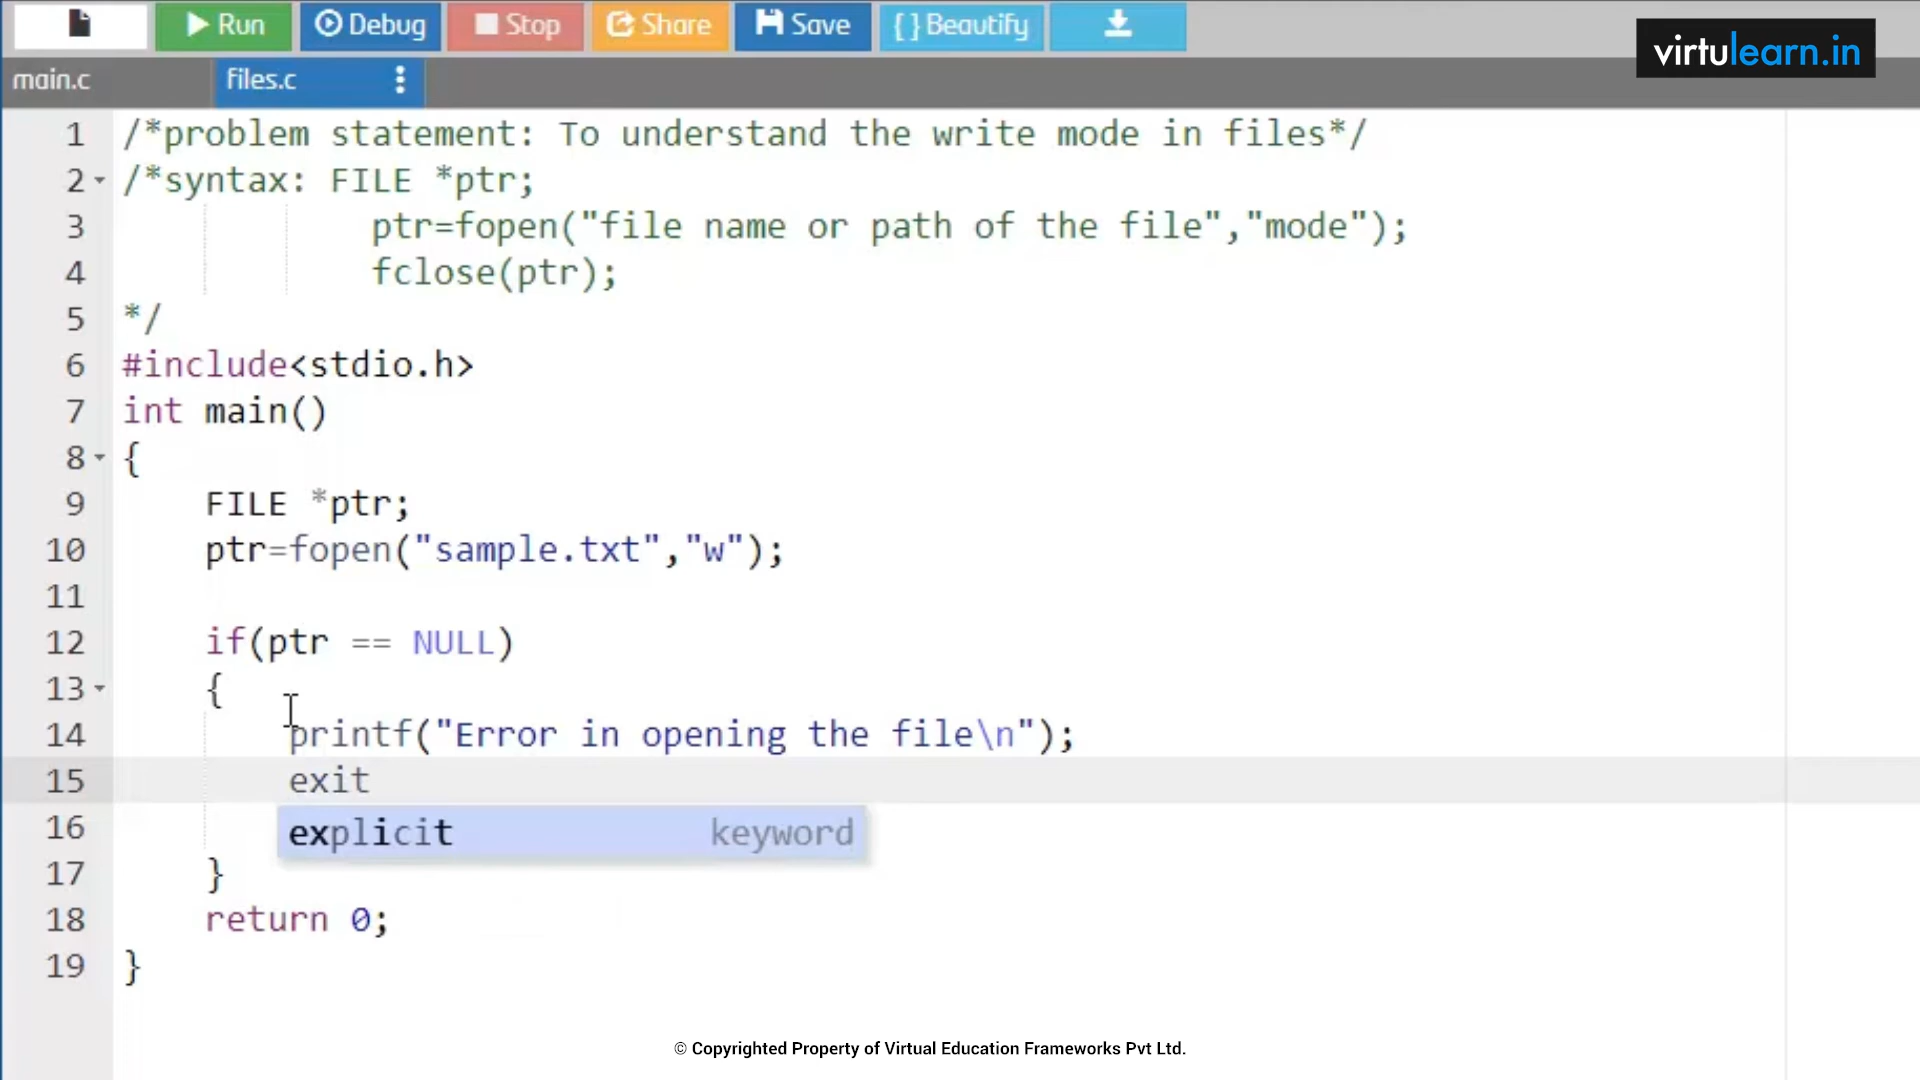 Run Debug Stop Share Save { } Beautify
virtulearn.in
main.c files.c
1 /*problem statement: To understand the write mode in files*/
2 /*syntax: FILE *ptr;
3 ptr=fopen("file name or path of the file","mode");
4 fclose(ptr);
5 */
6 #include<stdio.h>
7 int main()
8 {
9 FILE *ptr;
10 ptr=fopen("sample.txt","w");
11
12 if(ptr == NULL)
13 {
14 printf("Error in opening the file\n");
15 exit
16 explicit keyword
17 }
18 return 0;
19 }
© Copyrighted Property of Virtual Education Frameworks Pvt Ltd.